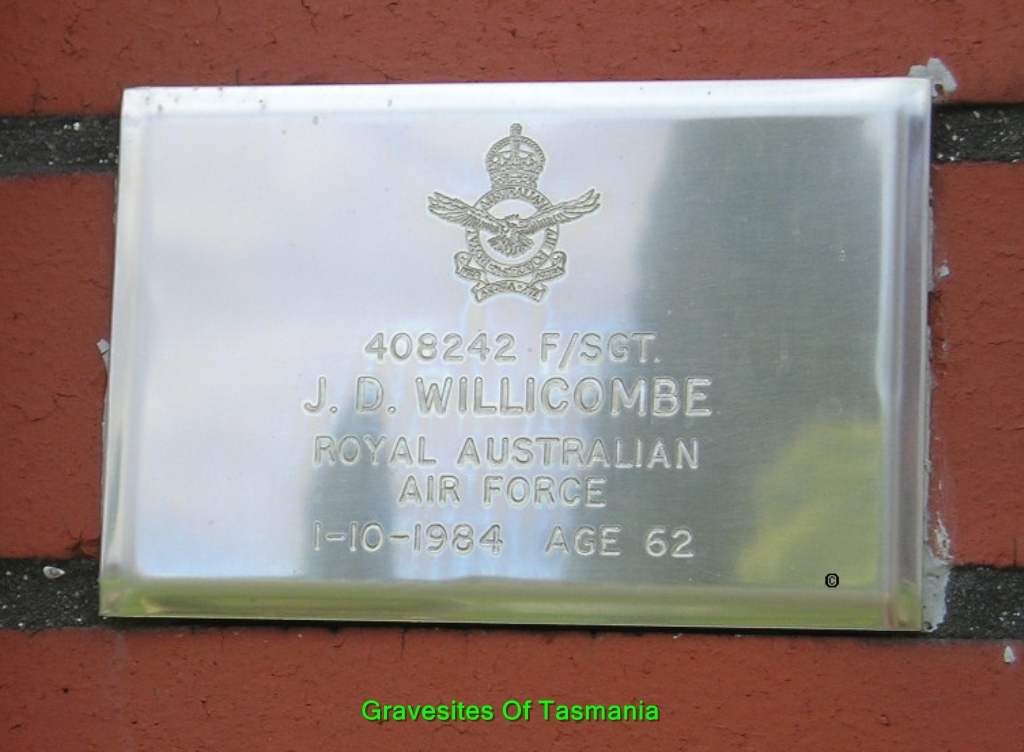 408242 F/SGT.
J. D. WILLICOMBE
ROYAL AUSTRALIAN
AIR FORCE
1-10-1984 AGE 62
©
Gravesites Of Tasmania